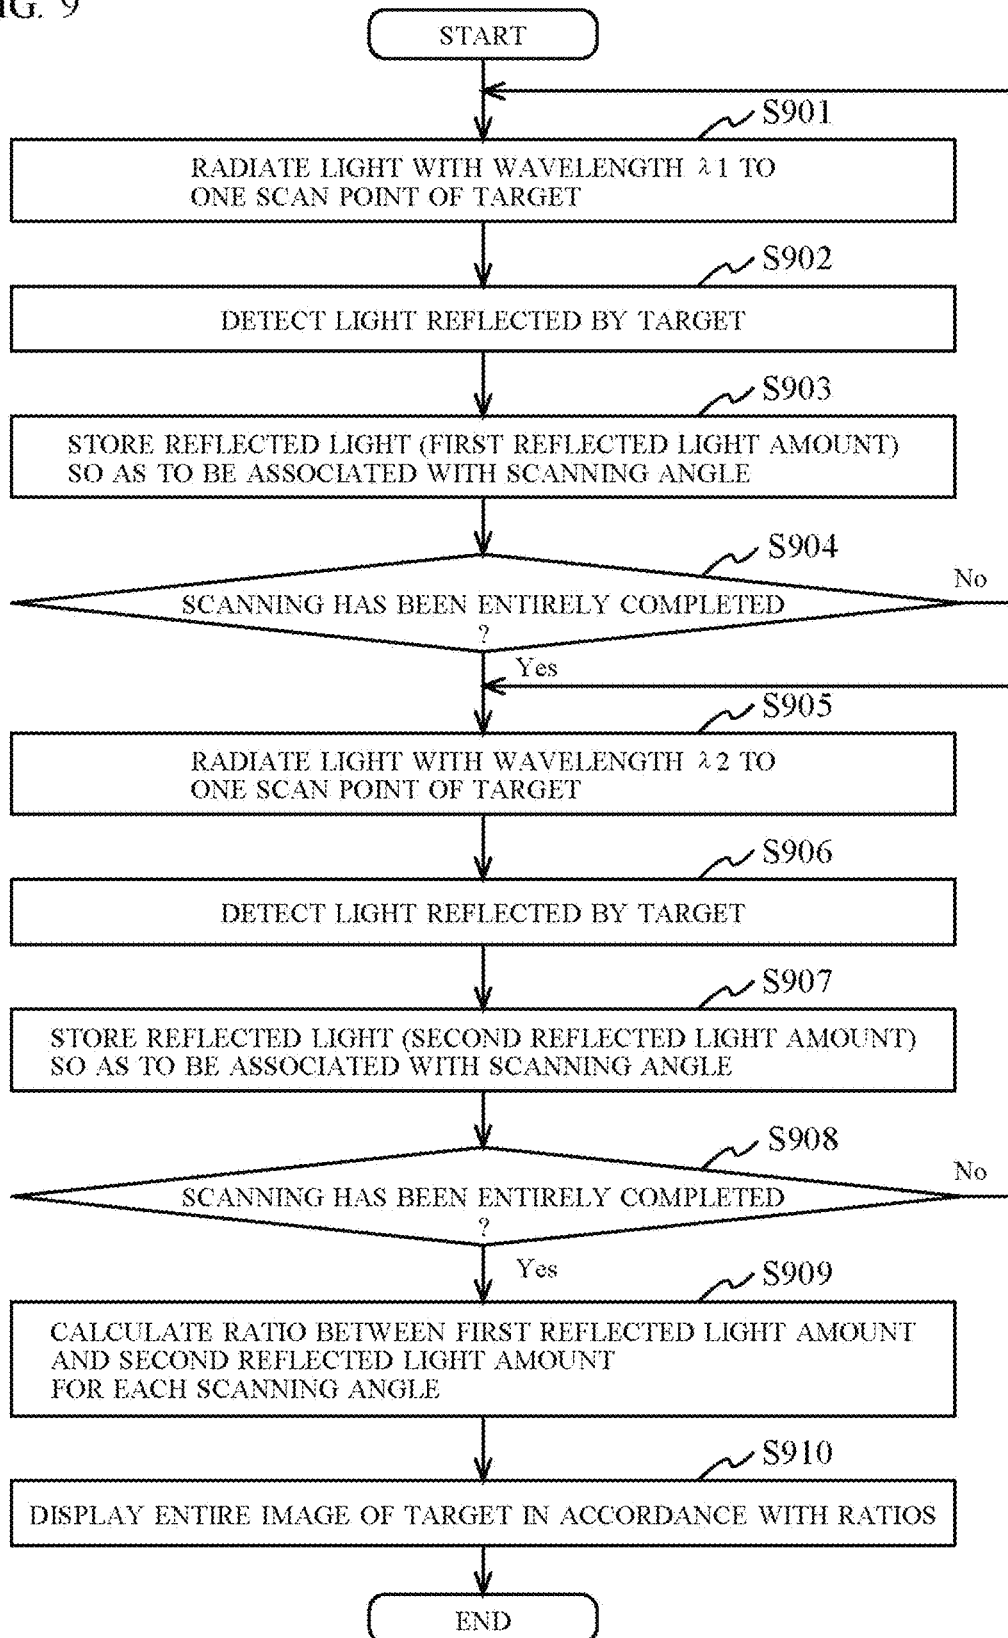 IG. 9
START
S901
RADIATE LIGHT WITH WAVELENGTH λ1 TO
ONE SCAN POINT OF TARGET
S902
DETECT LIGHT REFLECTED BY TARGET
S903
STORE REFLECTED LIGHT (FIRST REFLECTED LIGHT AMOUNT)
SO AS TO BE ASSOCIATED WITH SCANNING ANGLE
S904
No
SCANNING HAS BEEN ENTIRELY COMPLETED
?
Yes
S905
RADIATE LIGHT WITH WAVELENGTH λ2 TO
ONE SCAN POINT OF TARGET
S906
DETECT LIGHT REFLECTED BY TARGET
S907
STORE REFLECTED LIGHT (SECOND REFLECTED LIGHT AMOUNT)
SO AS TO BE ASSOCIATED WITH SCANNING ANGLE
S908
No
SCANNING HAS BEEN ENTIRELY COMPLETED
?
Yes
S909
CALCULATE RATIO BETWEEN FIRST REFLECTED LIGHT AMOUNT
AND SECOND REFLECTED LIGHT AMOUNT
FOR EACH SCANNING ANGLE
S910
DISPLAY ENTIRE IMAGE OF TARGET IN ACCORDANCE WITH RATIOS
END